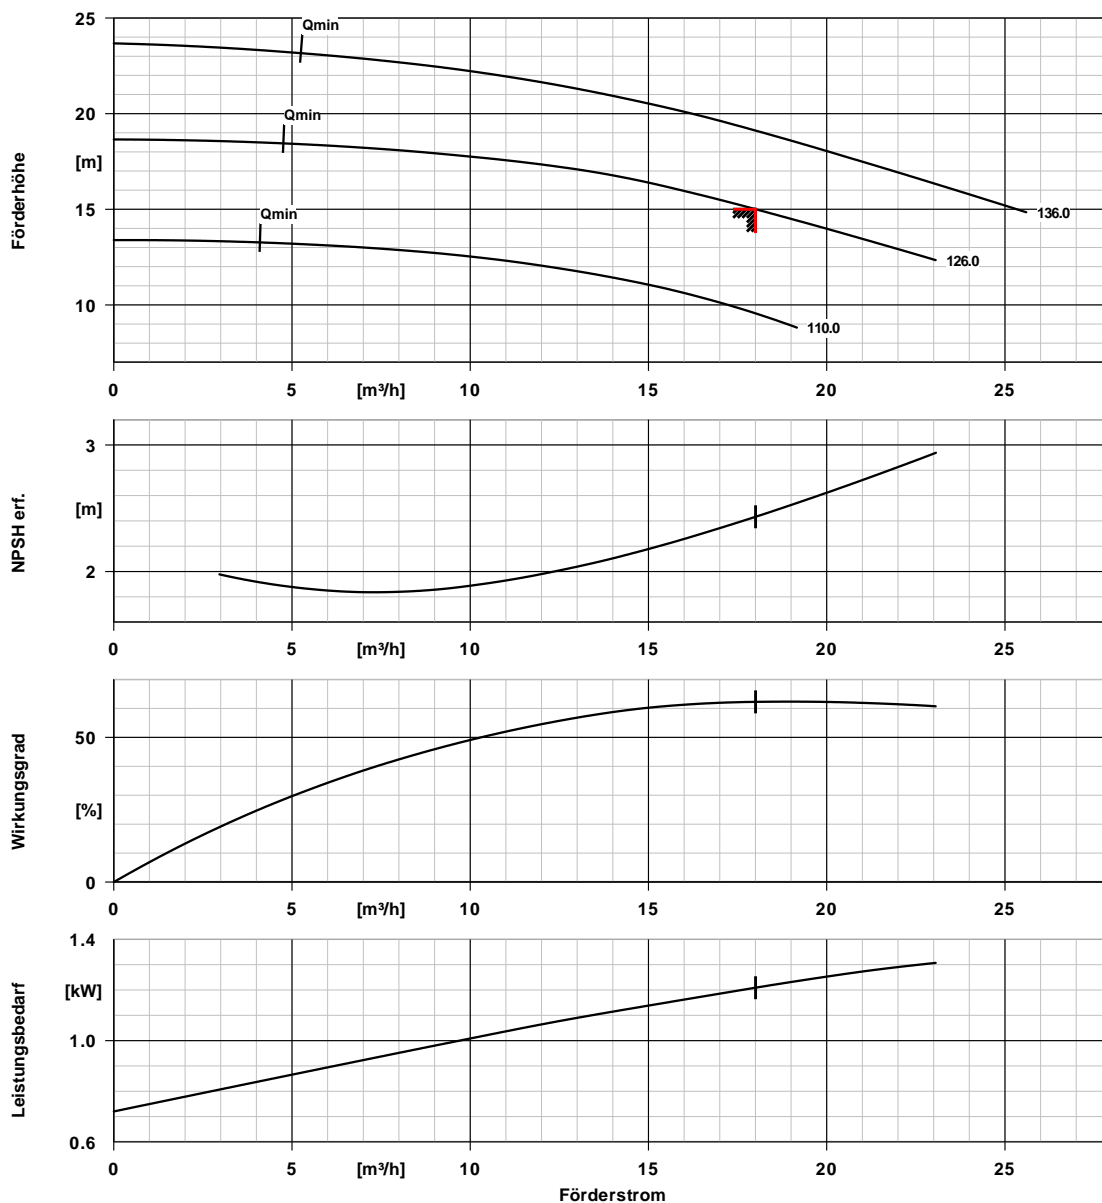 25
Qmin
20
Qmin
[m]
Förderhöhe
15
Qmin
136.0
126.0
10
110.0
0 5 [m³/h] 10 15 20 25
3
[m]
NPSH erf.
2
0 5 [m³/h] 10 15 20 25
50
Wirkungsgrad
[%]
0
0 5 [m³/h] 10 15 20 25
1.4
[kW]
Leistungsbedarf
1.0
0.6
0 5 [m³/h] 10 15 20 25
Förderstrom